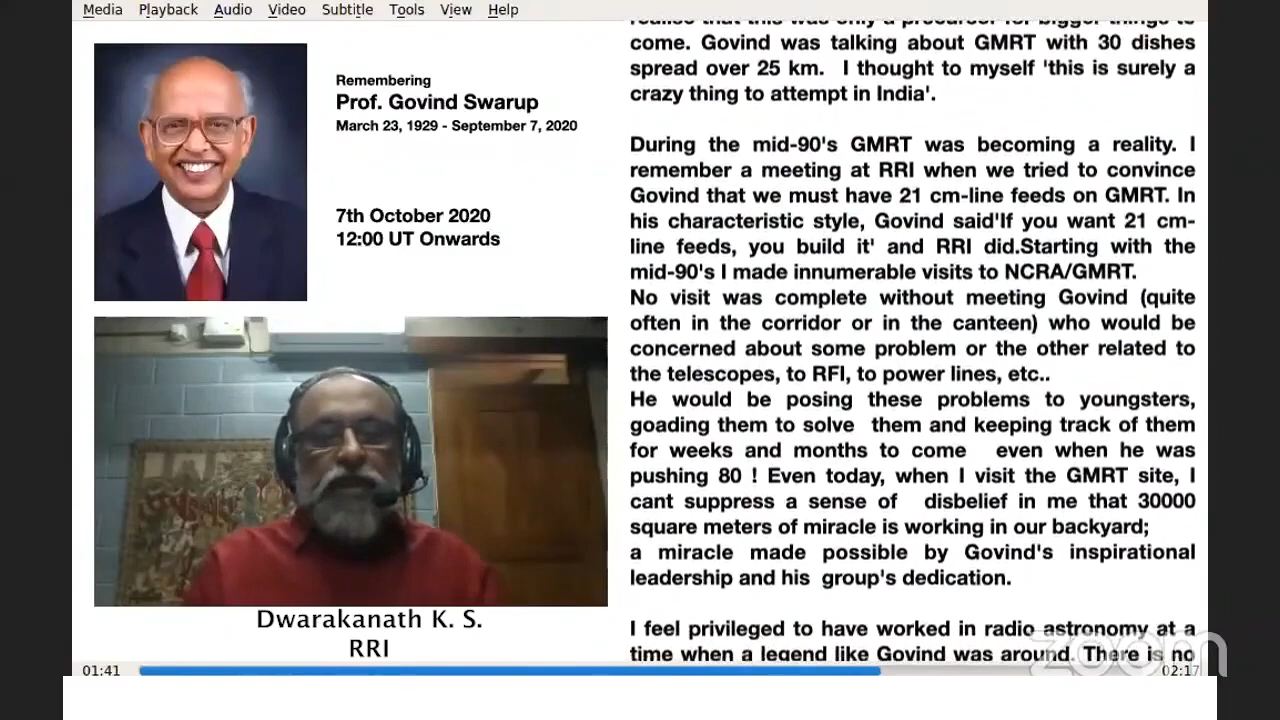 Media Playback Audio Video Subtitle Tools View Help
Remembering
Prof. Govind Swarup
March 23, 1929 - September 7, 2020
7th October 2020
12:00 UT Onwards
Dwarakanath K. S.
RRI
realise that this was only a precursor for bigger things to
come. Govind was talking about GMRT with 30 dishes
spread over 25 km. I thought to myself 'this is surely a
crazy thing to attempt in India'.
During the mid-90's GMRT was becoming a reality. I
remember a meeting at RRI when we tried to convince
Govind that we must have 21 cm-line feeds on GMRT. In
his characteristic style, Govind said'If you want 21 cm-
line feeds, you build it' and RRI did.Starting with the
mid-90's I made innumerable visits to NCRA/GMRT.
No visit was complete without meeting Govind (quite
often in the corridor or in the canteen) who would be
concerned about some problem or the other related to
the telescopes, to RFI, to power lines, etc..
He would be posing these problems to youngsters,
goading them to solve them and keeping track of them
for weeks and months to come even when he was
pushing 80 ! Even today, when I visit the GMRT site, I
cant suppress a sense of disbelief in me that 30000
square meters of miracle is working in our backyard;
a miracle made possible by Govind's inspirational
leadership and his group's dedication.
I feel privileged to have worked in radio astronomy at a
time when a legend like Govind was around. There is no
zoom
01:41
02:17